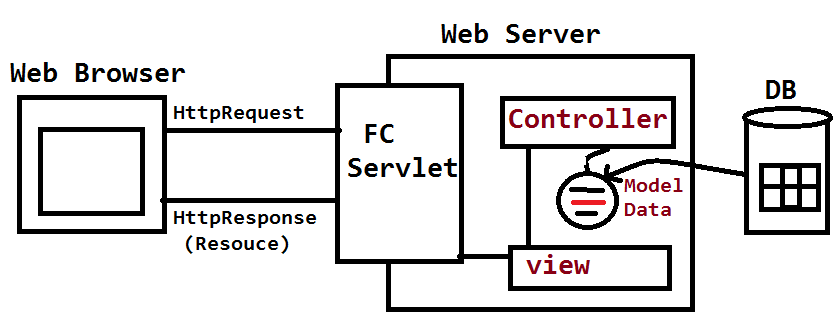 Web Server
Web Browser
DB
HttpRequest
FC
Servlet
Controller
Model
Data
HttpResponse
(Resouce)
view